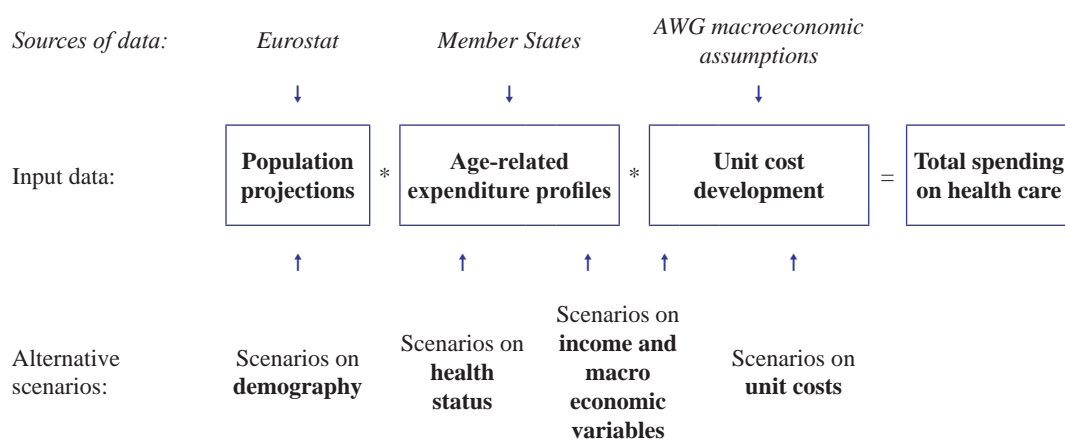 Sources of data:
Eurostat
Member States
AWG macroeconomic
assumptions
Input data:
Population
projections
*
Age-related
expenditure profiles
*
Unit cost
development
=
Total spending
on health care
Alternative
scenarios:
Scenarios on
demography
Scenarios on
health
status
Scenarios on
income and
macro
economic
variables
Scenarios on
unit costs